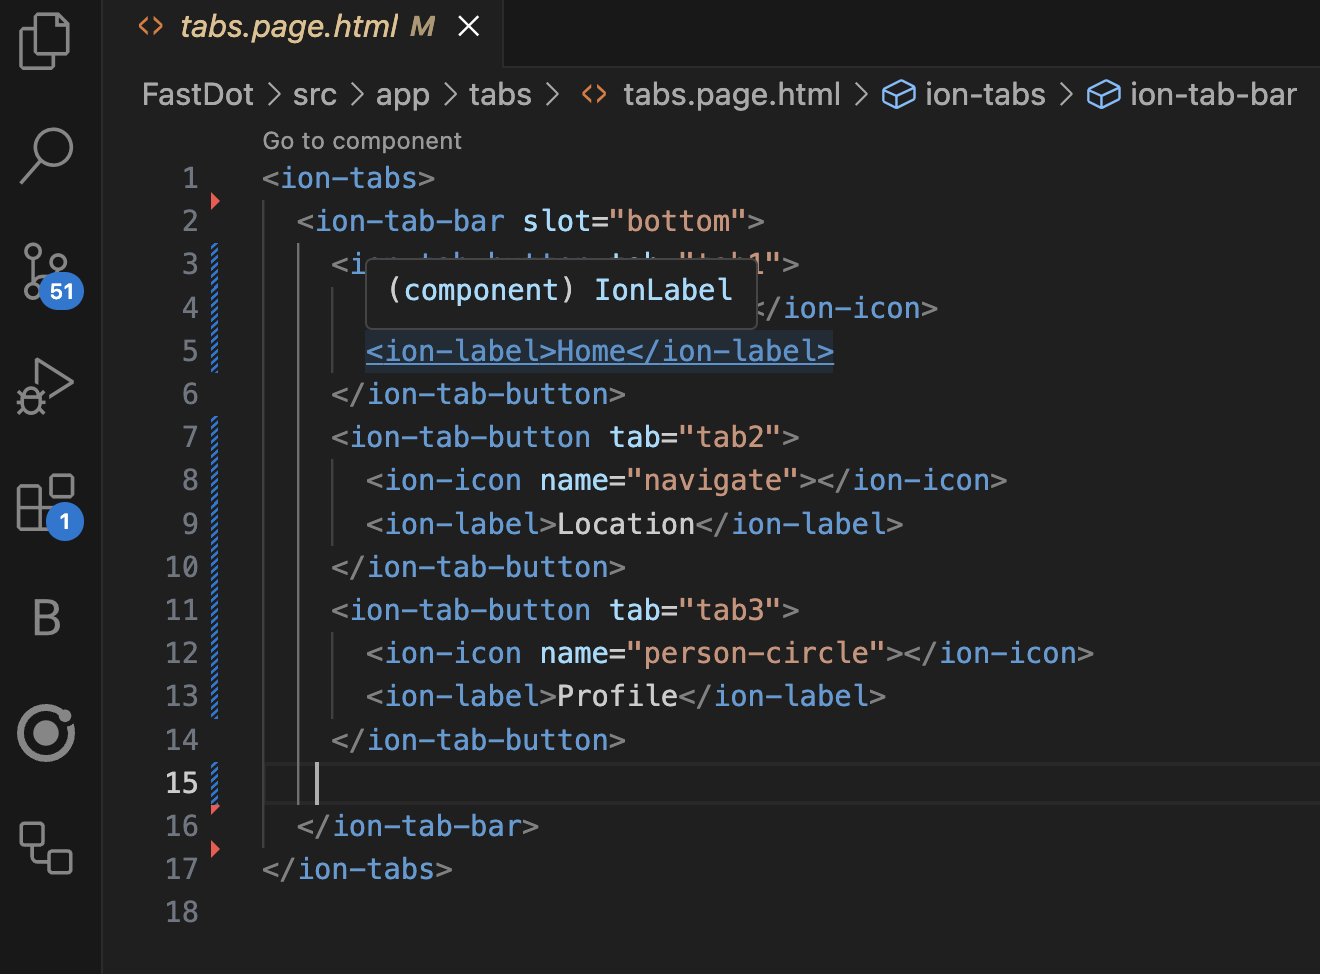 tabs.page.html M
FastDot > src > app > tabs > <> tabs.page.html > ion-tabs > ion-tab-bar
Go to component
1 <ion-tabs>
2 <ion-tab-bar slot="bottom">
3 ">
(component) IonLabel
4 </ion-icon>
5 <ion-label>Home</ion-label>
6 </ion-tab-button>
7 <ion-tab-button tab="tab2">
8 <ion-icon name="navigate"></ion-icon>
9 <ion-label>Location</ion-label>
10 </ion-tab-button>
11 <ion-tab-button tab="tab3">
12 <ion-icon name="person-circle"></ion-icon>
13 <ion-label>Profile</ion-label>
14 </ion-tab-button>
15
16 </ion-tab-bar>
17 </ion-tabs>
18
51
1
B